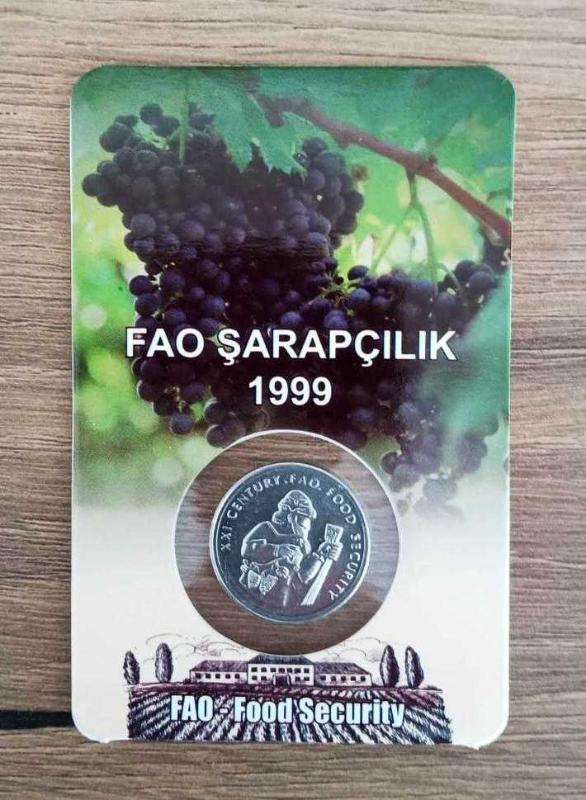 FAO ŞARAPÇILIK
1999
XXI CENTURY. FAO. FOOD SECURITY
FAO - Food Security